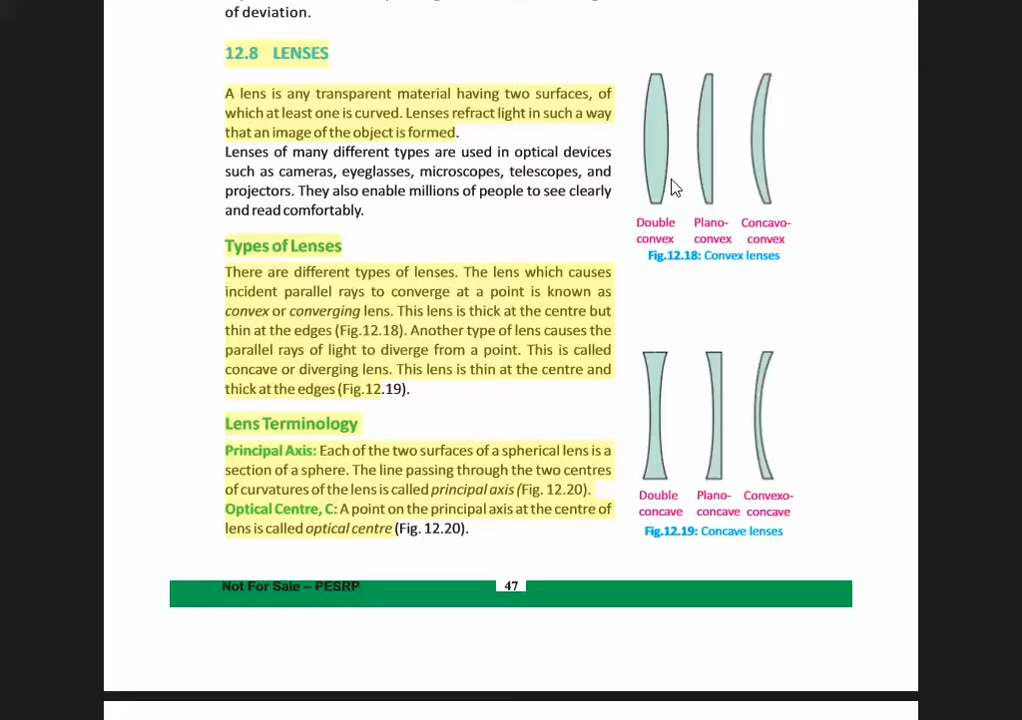 of deviation.
12.8 LENSES
A lens is any transparent material having two surfaces, of
which at least one is curved. Lenses refract light in such a way
that an image of the object is formed.
Lenses of many different types are used in optical devices
such as cameras, eyeglasses, microscopes, telescopes, and
projectors. They also enable millions of people to see clearly
and read comfortably.
Types of Lenses
There are different types of lenses. The lens which causes
incident parallel rays to converge at a point is known as
convex or converging lens. This lens is thick at the centre but
thin at the edges (Fig.12.18). Another type of lens causes the
parallel rays of light to diverge from a point. This is called
concave or diverging lens. This lens is thin at the centre and
thick at the edges (Fig.12.19).
Lens Terminology
Principal Axis: Each of the two surfaces of a spherical lens is a
section of a sphere. The line passing through the two centres
of curvatures of the lens is called principal axis (Fig. 12.20).
Optical Centre, C: A point on the principal axis at the centre of
lens is called optical centre (Fig. 12.20).
Double Plano- Concavo-
convex convex convex
Fig.12.18: Convex lenses
Double Plano- Convexo-
concave concave concave
Fig.12.19: Concave lenses
Not For Sale – PESRP 47